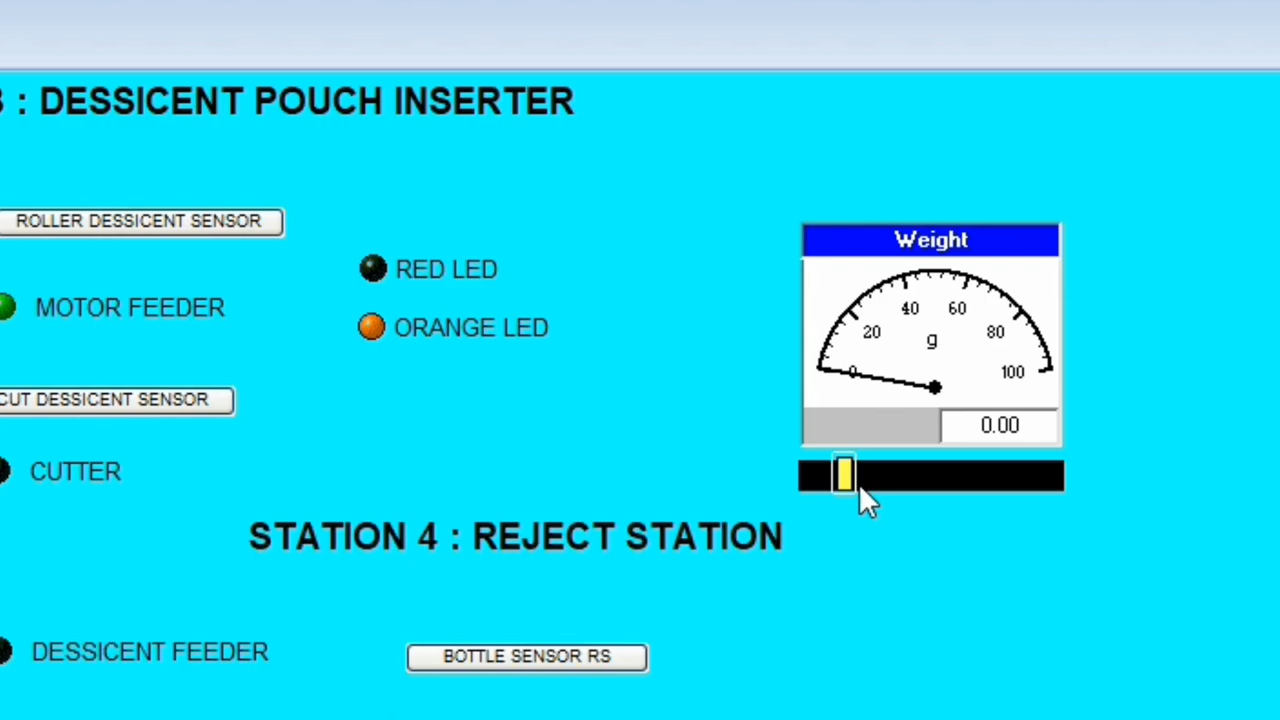 3 : DESSICENT POUCH INSERTER
ROLLER DESSICENT SENSOR
Weight
RED LED
MOTOR FEEDER
ORANGE LED
0 20 40 60 80 100
g
CUT DESSICENT SENSOR
0.00
CUTTER
STATION 4 : REJECT STATION
DESSICENT FEEDER
BOTTLE SENSOR RS